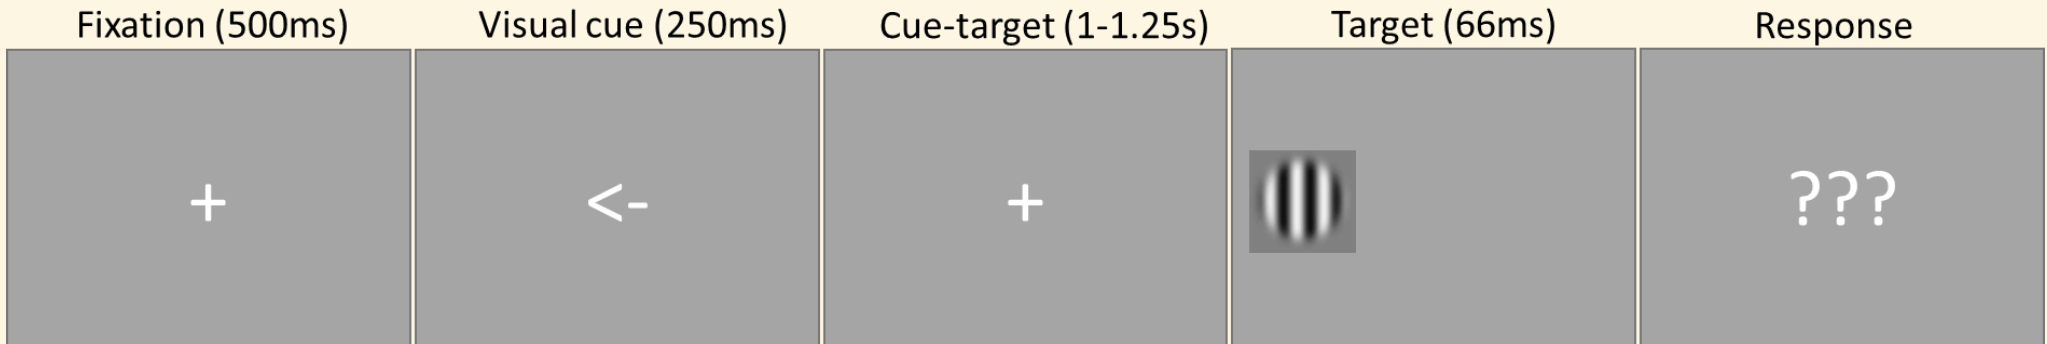 Fixation (500ms)
Visual cue (250ms)
Cue-target (1-1.25s)
Target (66ms)
Response
+
<-
+
???